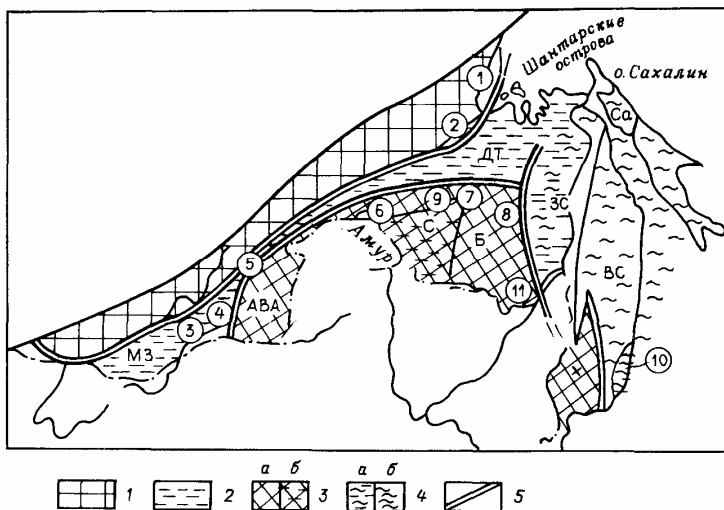 Шантарские
острова
о. Сахалин
1
Са
2
ДТ
ЗС
6
9
7
С
8
Амур
Б
5
ВС
АВА
11
4
3
МЗ
Х
10
а б
а б
1
2
3
4
5